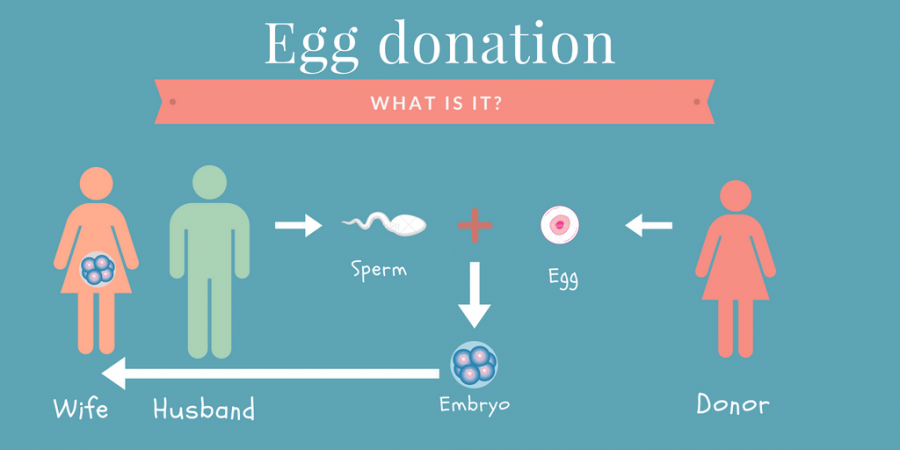 Egg donation
WHAT IS IT?
Sperm
Egg
Embryo
Wife
Husband
Donor